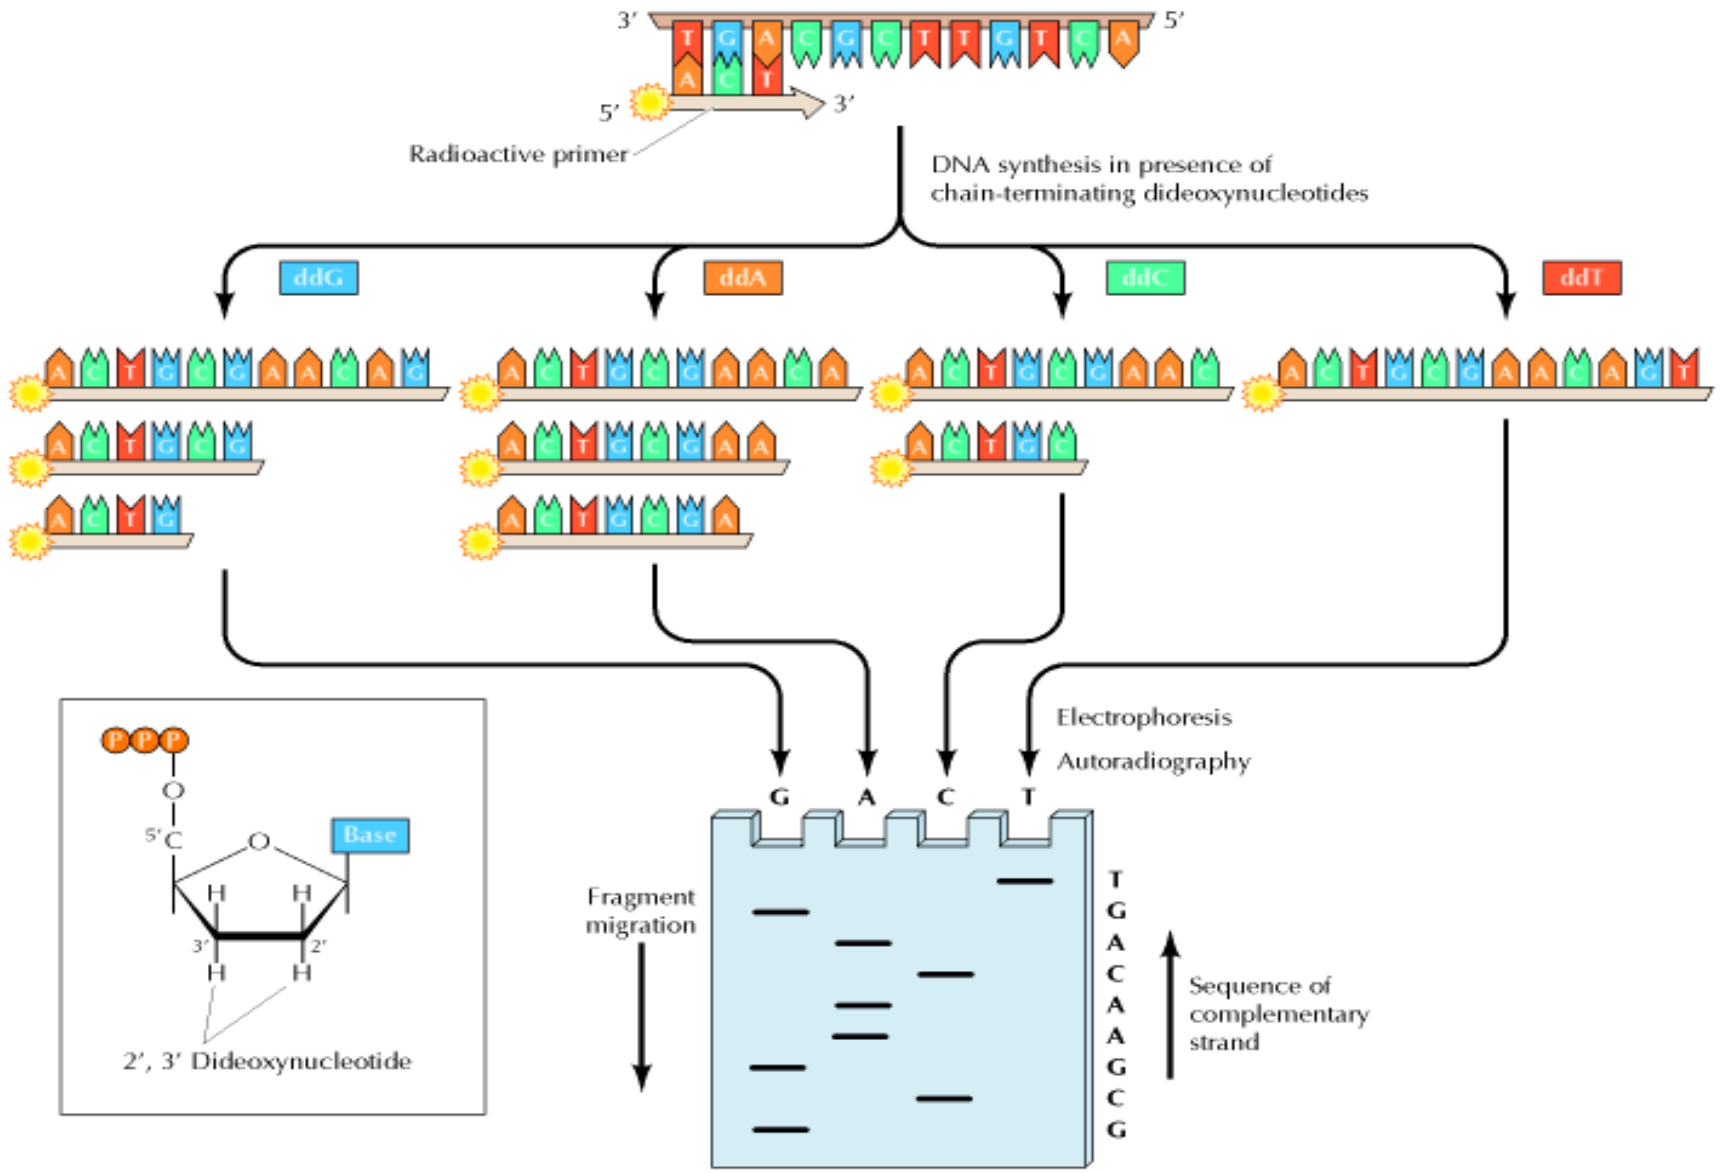 3′ 5′
T G A C G C T T G T C A
A C T
5′ 3′
Radioactive primer
DNA synthesis in presence of
chain-terminating dideoxynucleotides
ddG ddA ddC ddT
A C T G C G A A C A G
A C T G C G A A C A
A C T G C G A A C
A C T G C G A A C A G T
A C T G C G
A C T G C G A A
A C T G C
A C T G
A C T G C G A
Electrophoresis
Autoradiography
G A C T
P P P
O
5′ C
O
Base
H H
3′ 2′
H H
2′, 3′ Dideoxynucleotide
Fragment
migration
T
G
A
C
A
A
G
C
G
Sequence of
complementary
strand